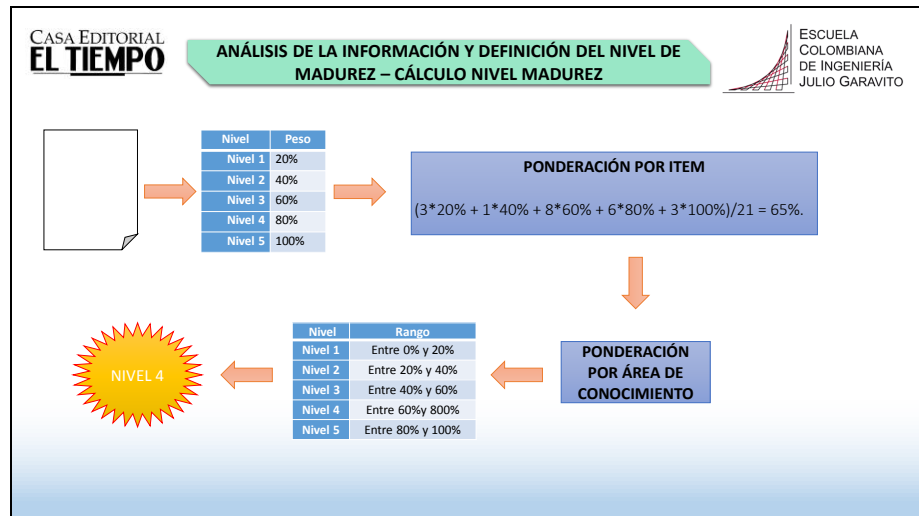 CASA EDITORIAL
EL TIEMPO
ANÁLISIS DE LA INFORMACIÓN Y DEFINICIÓN DEL NIVEL DE
MADUREZ – CÁLCULO NIVEL MADUREZ
ESCUELA
COLOMBIANA
DE INGENIERÍA
JULIO GARAVITO
Nivel Peso
Nivel 1 20%
Nivel 2 40%
Nivel 3 60%
Nivel 4 80%
Nivel 5 100%
PONDERACIÓN POR ITEM
(3*20% + 1*40% + 8*60% + 6*80% + 3*100%)/21 = 65%.
PONDERACIÓN
POR ÁREA DE
CONOCIMIENTO
Nivel Rango
Nivel 1 Entre 0% y 20%
Nivel 2 Entre 20% y 40%
Nivel 3 Entre 40% y 60%
Nivel 4 Entre 60%y 800%
Nivel 5 Entre 80% y 100%
NIVEL 4